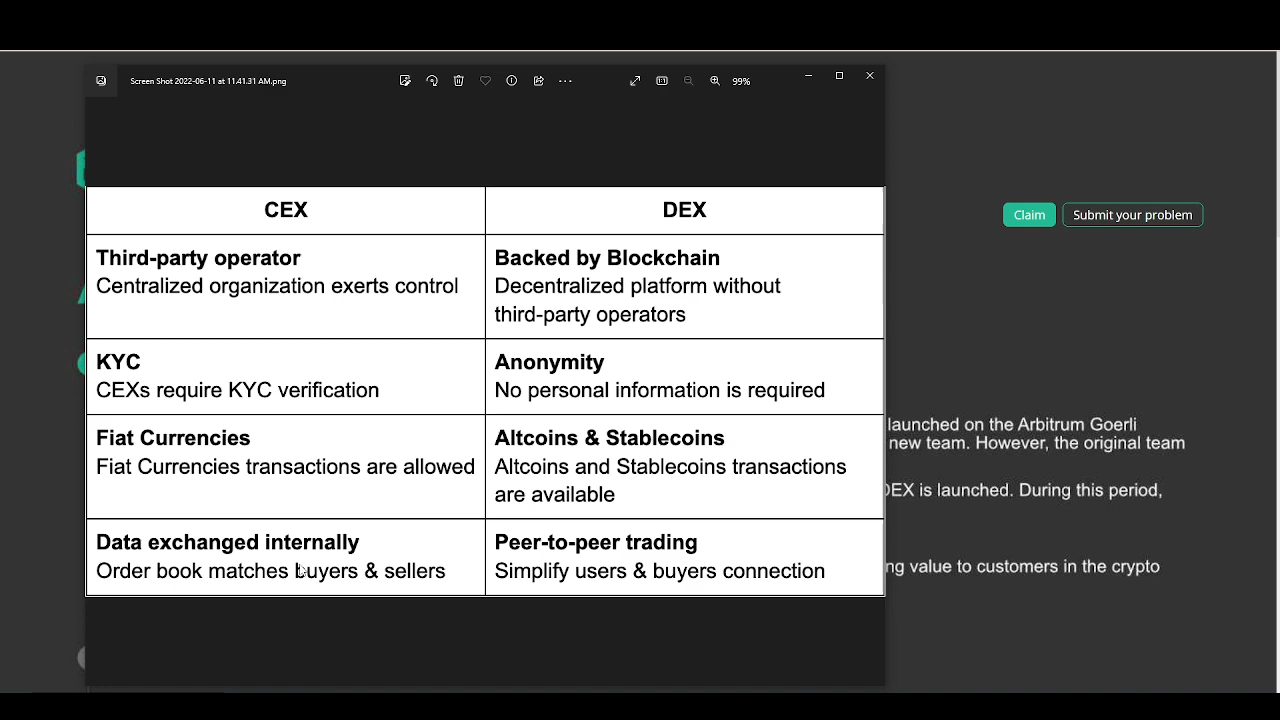 Screen Shot 2022-06-11 at 11.41.31 AM.png
99%
CEX
DEX
Third-party operator
Centralized organization exerts control
Backed by Blockchain
Decentralized platform without
third-party operators
KYC
CEXs require KYC verification
Anonymity
No personal information is required
Fiat Currencies
Fiat Currencies transactions are allowed
Altcoins & Stablecoins
Altcoins and Stablecoins transactions
are available
Data exchanged internally
Order book matches buyers & sellers
Peer-to-peer trading
Simplify users & buyers connection
Claim
Submit your problem
launched on the Arbitrum Goerli
new team. However, the original team
DEX is launched. During this period,
ng value to customers in the crypto